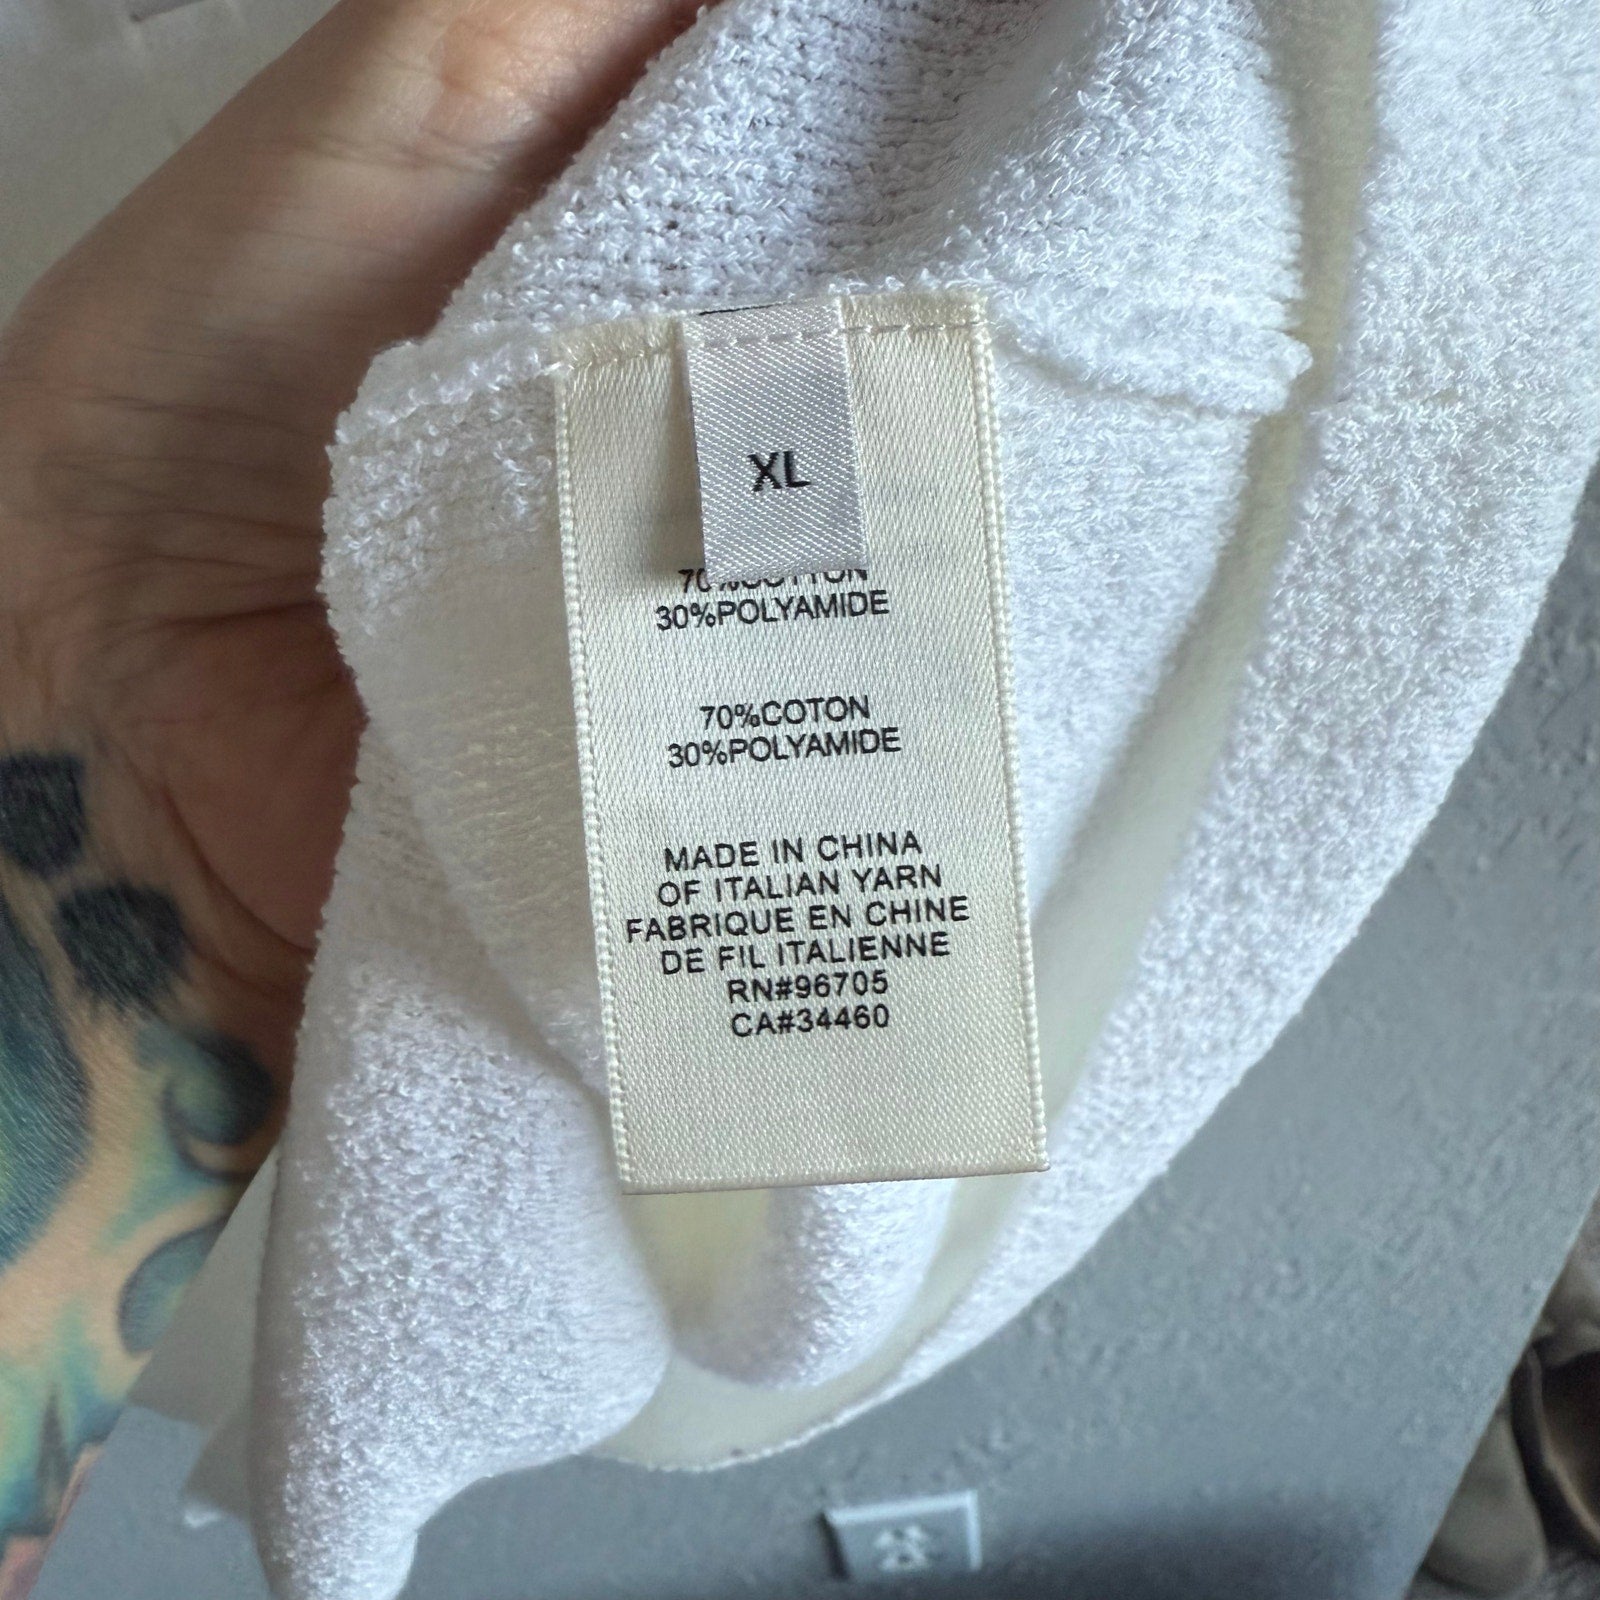 XL
70%COTTON
30%POLYAMIDE
70%COTON
30%POLYAMIDE
MADE IN CHINA
OF ITALIAN YARN
FABRIQUE EN CHINE
DE FIL ITALIENNE
RN#96705
CA#34460